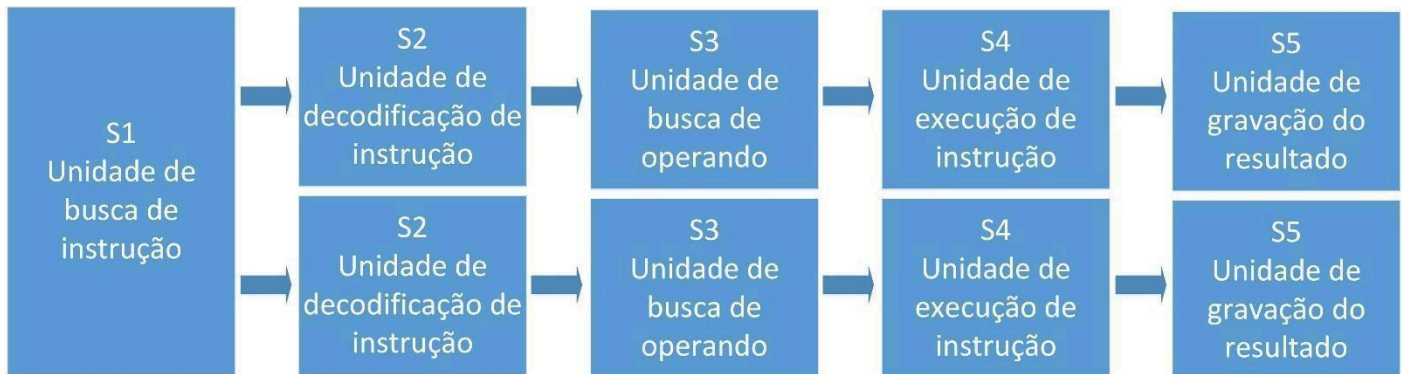 S1
Unidade de
busca de
instrução
S2
Unidade de
decodificação de
instrução
S3
Unidade de
busca de
operando
S4
Unidade de
execução de
instrução
S5
Unidade de
gravação do
resultado
S2
Unidade de
decodificação de
instrução
S3
Unidade de
busca de
operando
S4
Unidade de
execução de
instrução
S5
Unidade de
gravação do
resultado